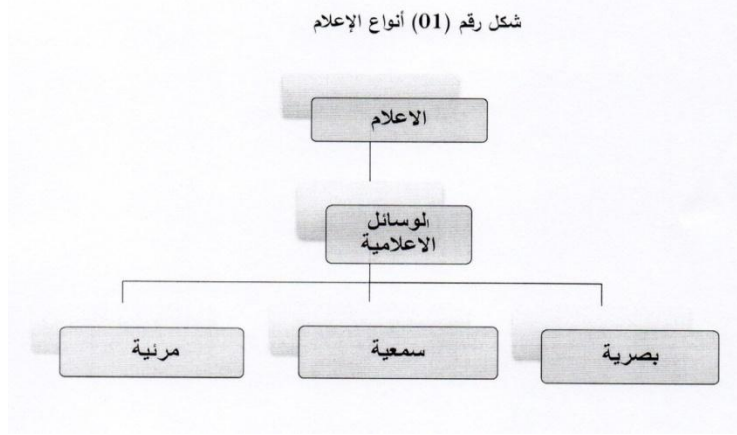 شكل رقم (01) أنواع الإعلام
الاعلام
الوسائل
الاعلامية
بصرية
سمعية
مرئية